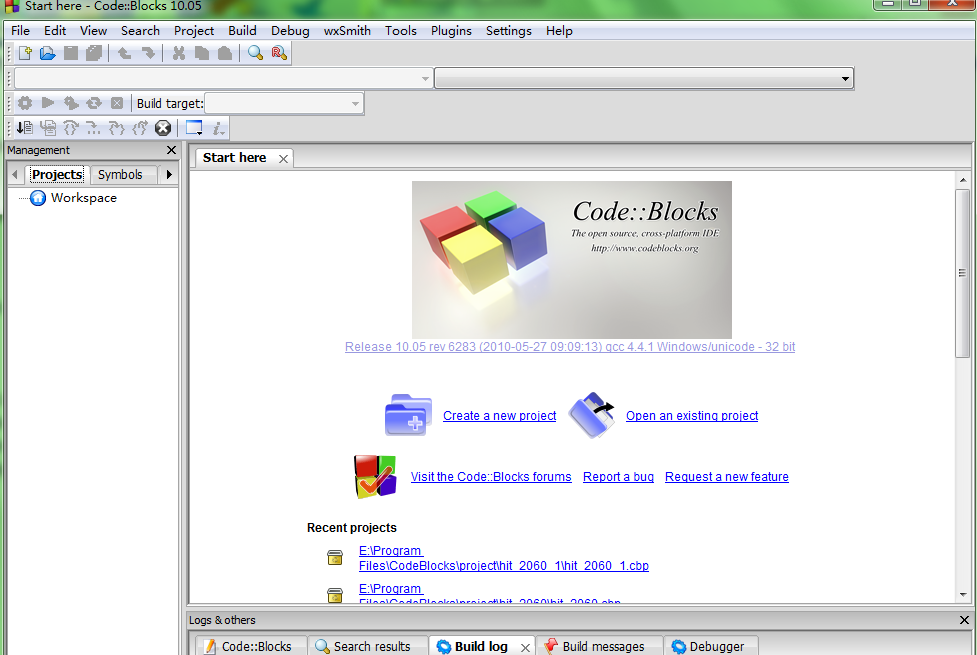 Start here - Code::Blocks 10.05
File Edit View Search Project Build Debug wxSmith Tools Plugins Settings Help
Build target:
Management
Projects Symbols
Workspace
Start here
Code::Blocks
The open source, cross-platform IDE
http://www.codeblocks.org
Release 10.05 rev 6283 (2010-05-27 09:09:13) gcc 4.4.1 Windows/unicode - 32 bit
Create a new project Open an existing project
Visit the Code::Blocks forums Report a bug Request a new feature
Recent projects
E:\Program
Files\CodeBlocks\project\hit_2060_1\hit_2060_1.cbp
E:\Program
Files\CodeBlocks\project\hit_2060\hit_2060.cbp
Logs & others
Code::Blocks Search results Build log Build messages Debugger